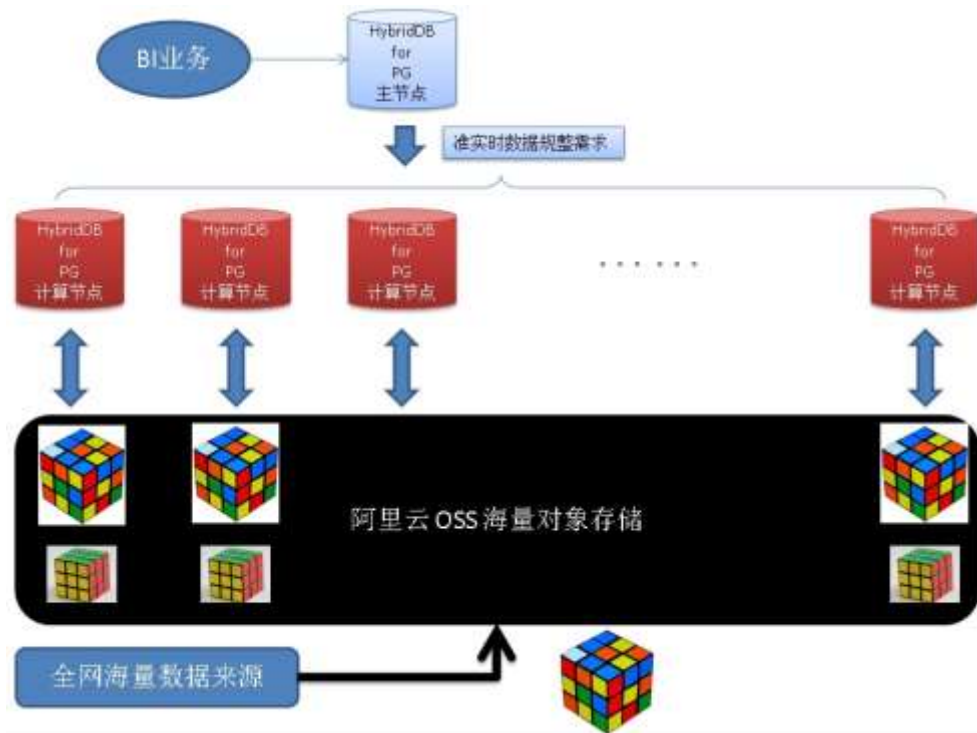 BI业务
HybridDB
for
PG
主节点
准实时数据规整需求
HybridDB
for
PG
计算节点
HybridDB
for
PG
计算节点
HybridDB
for
PG
计算节点
......
HybridDB
for
PG
计算节点
阿里云 OSS 海量对象存储
全网海量数据来源